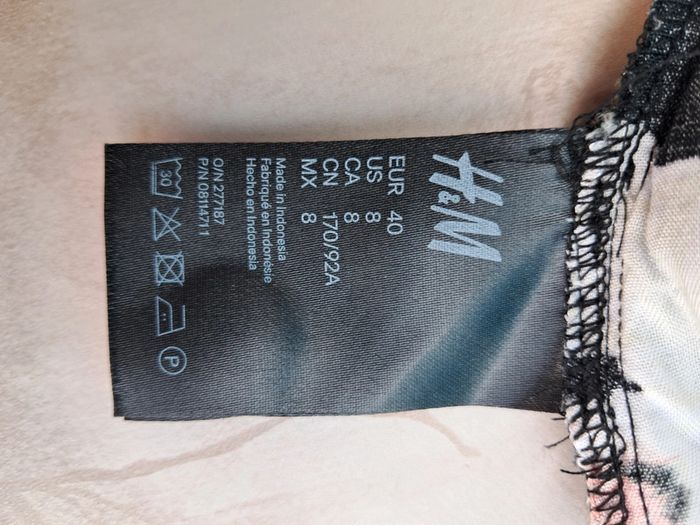 H&M
EUR 40
US 8
CA 8
CN 170/92A
MX 8
Made in Indonesia
Fabriqué en Indonésie
Hecho en Indonesia
O/N 277187
P/N 08114711
30
P